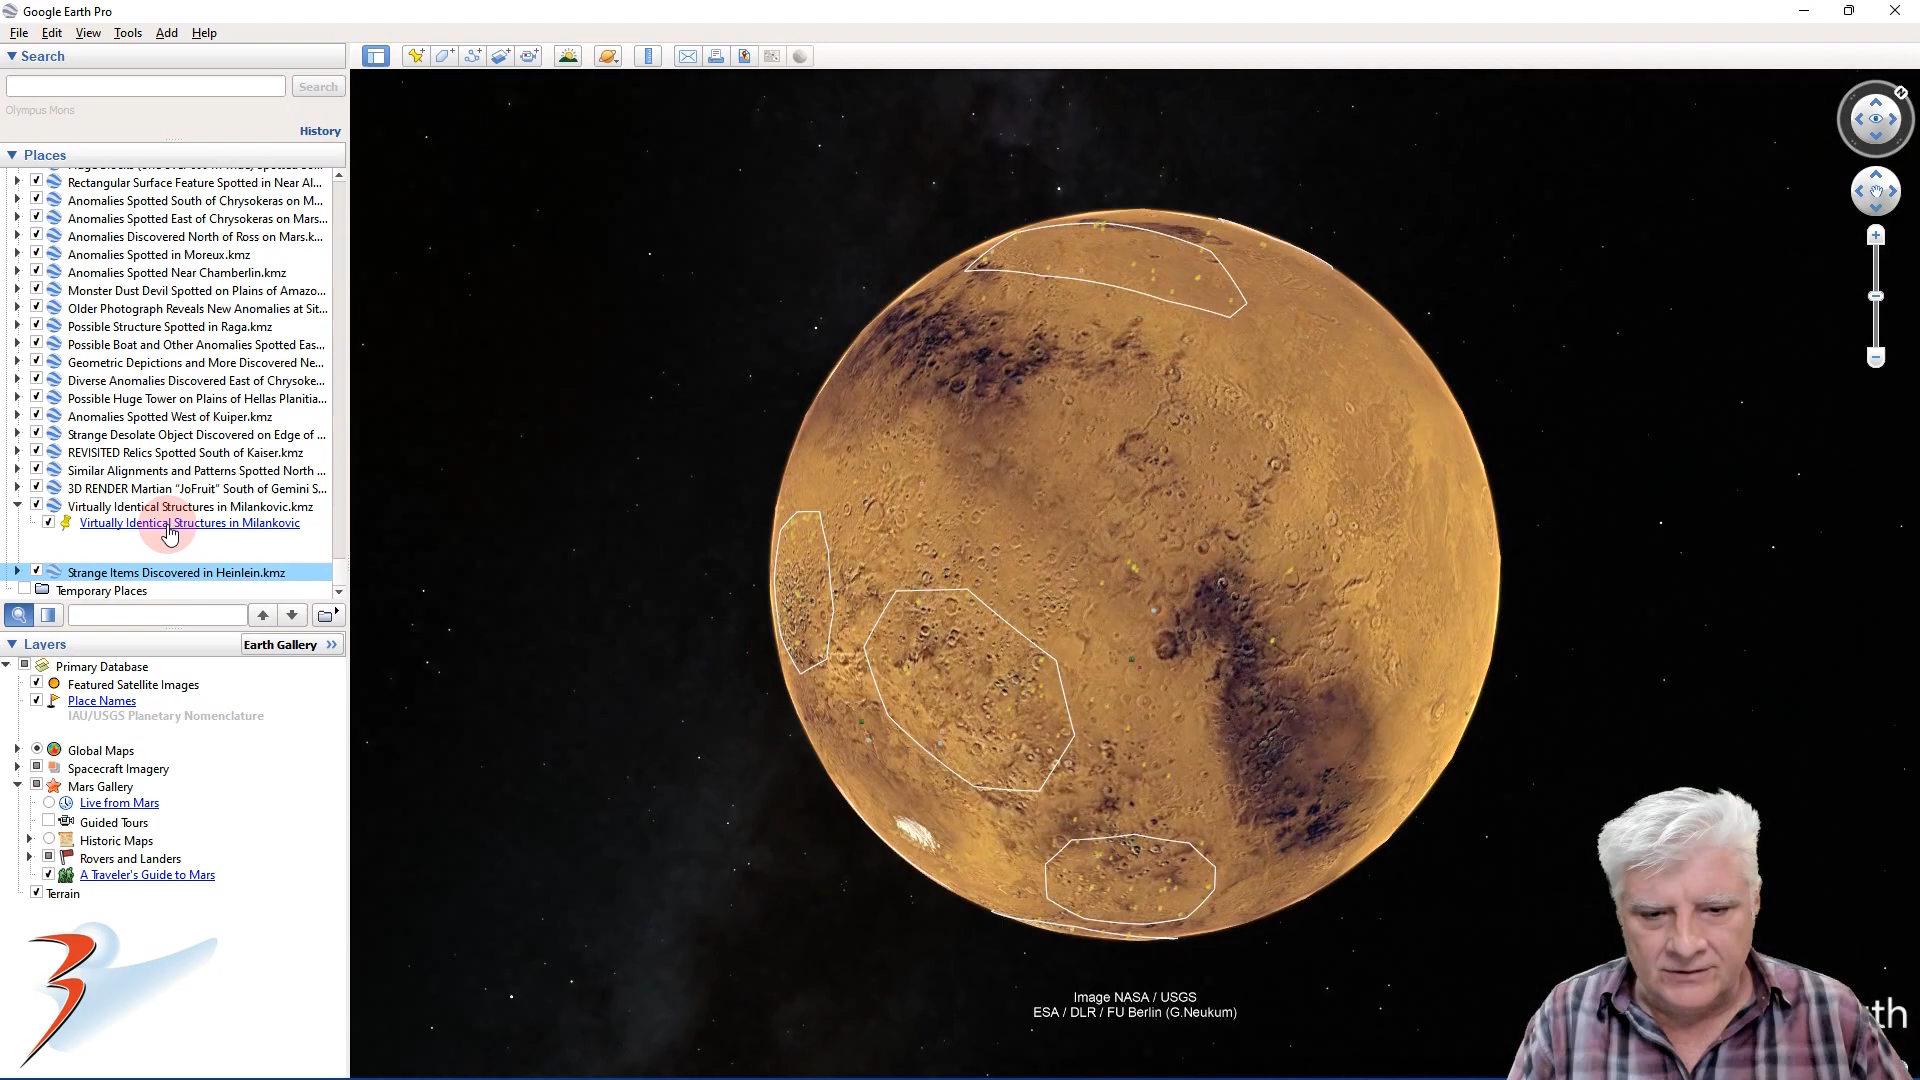 Google Earth Pro
File Edit View Tools Add Help
Search
Search
Olympus Mons
History
Places
Rectangular Surface Feature Spotted in Near Al...
Anomalies Spotted South of Chrysokeras on M...
Anomalies Spotted East of Chrysokeras on Mars...
Anomalies Discovered North of Ross on Mars.k...
Anomalies Spotted in Moreux.kmz
Anomalies Spotted Near Chamberlin.kmz
Monster Dust Devil Spotted on Plains of Amazo...
Older Photograph Reveals New Anomalies at Sit...
Possible Structure Spotted in Raga.kmz
Possible Boat and Other Anomalies Spotted Eas...
Geometric Depictions and More Discovered Ne...
Diverse Anomalies Discovered East of Chrysoke...
Possible Huge Tower on Plains of Hellas Planitia...
Anomalies Spotted West of Kuiper.kmz
Strange Desolate Object Discovered on Edge of ...
REVISITED Relics Spotted South of Kaiser.kmz
Similar Alignments and Patterns Spotted North ...
3D RENDER Martian “JoFruit” South of Gemini S...
Virtually Identical Structures in Milankovic.kmz
Virtually Identical Structures in Milankovic
Strange Items Discovered in Heinlein.kmz
Temporary Places
Layers
Earth Gallery »
Primary Database
Featured Satellite Images
Place Names
IAU/USGS Planetary Nomenclature
Global Maps
Spacecraft Imagery
Mars Gallery
Live from Mars
Guided Tours
Historic Maps
Rovers and Landers
A Traveler's Guide to Mars
Terrain
N
Image NASA / USGS
ESA / DLR / FU Berlin (G.Neukum)
th